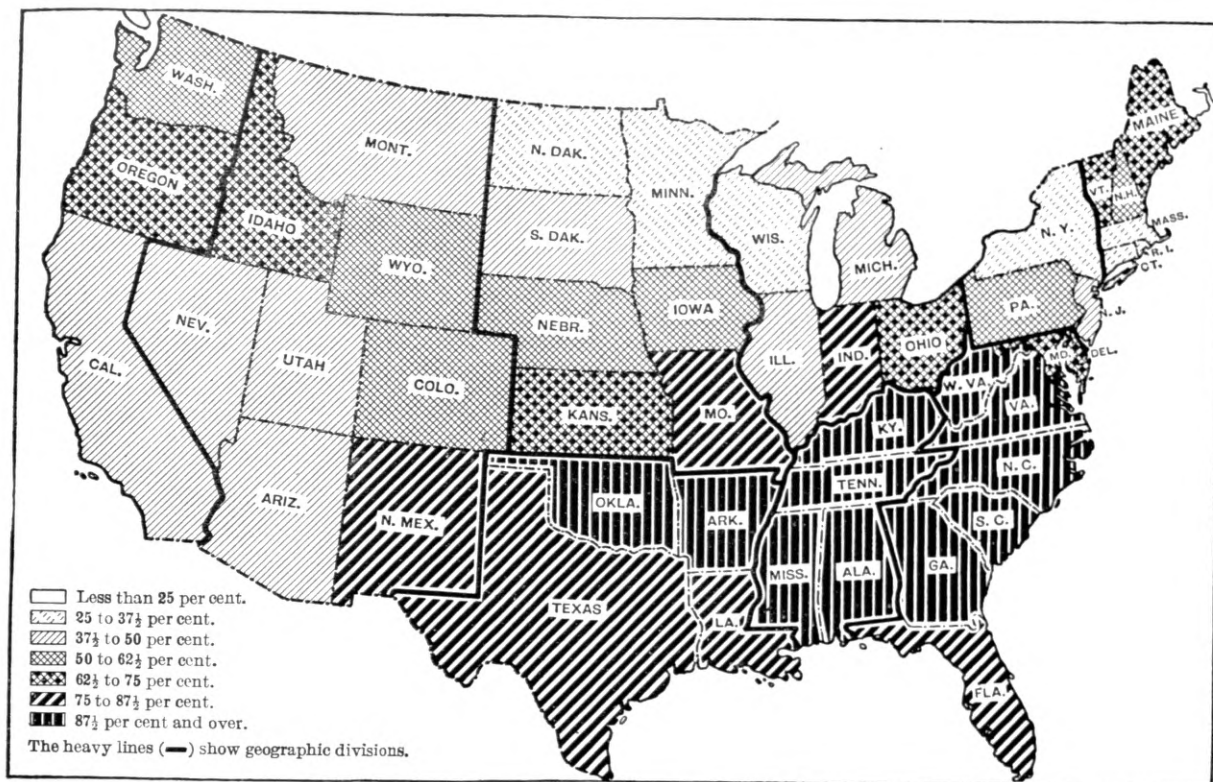 WASH.
MONT.
N. DAK.
MINN.
MAINE
OREGON
IDAHO
S. DAK.
WIS.
MICH.
N. Y.
VT.
N.H.
MASS.
R. I.
CT.
WYO.
NEBR.
IOWA
PA.
N. J.
NEV.
UTAH
COLO.
ILL.
IND.
OHIO
MD.
DEL.
CAL.
KANS.
MO.
W. VA.
VA.
KY.
N. C.
TENN.
ARIZ.
N. MEX.
OKLA.
ARK.
S. C.
MISS.
ALA.
GA.
TEXAS
LA.
FLA.
Less than 25 per cent.
25 to 37½ per cent.
37½ to 50 per cent.
50 to 62½ per cent.
62½ to 75 per cent.
75 to 87½ per cent.
87½ per cent and over.
The heavy lines (▬) show geographic divisions.